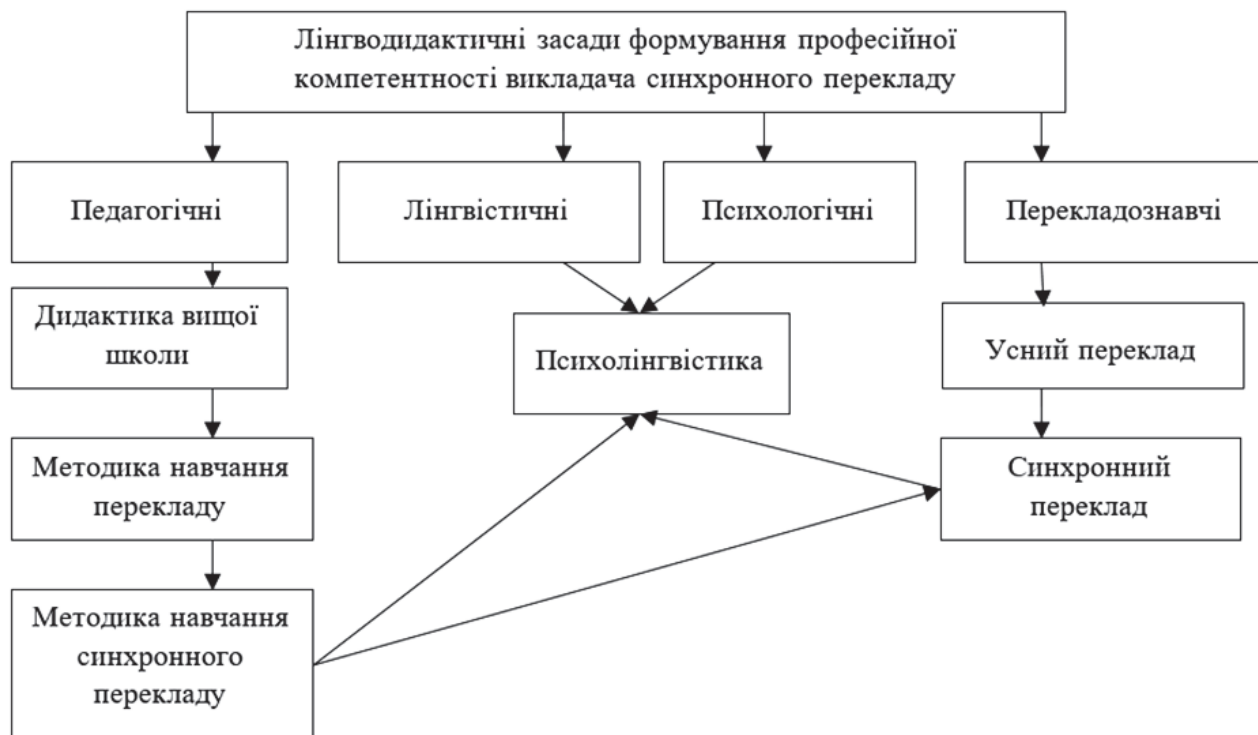 Лінгводидактичні засади формування професійної
компетентності викладача синхронного перекладу
Педагогічні
Лінгвістичні
Психологічні
Перекладознавчі
Дидактика вищої
школи
Психолінгвістика
Усний переклад
Методика навчання
перекладу
Синхронний
переклад
Методика навчання
синхронного
перекладу